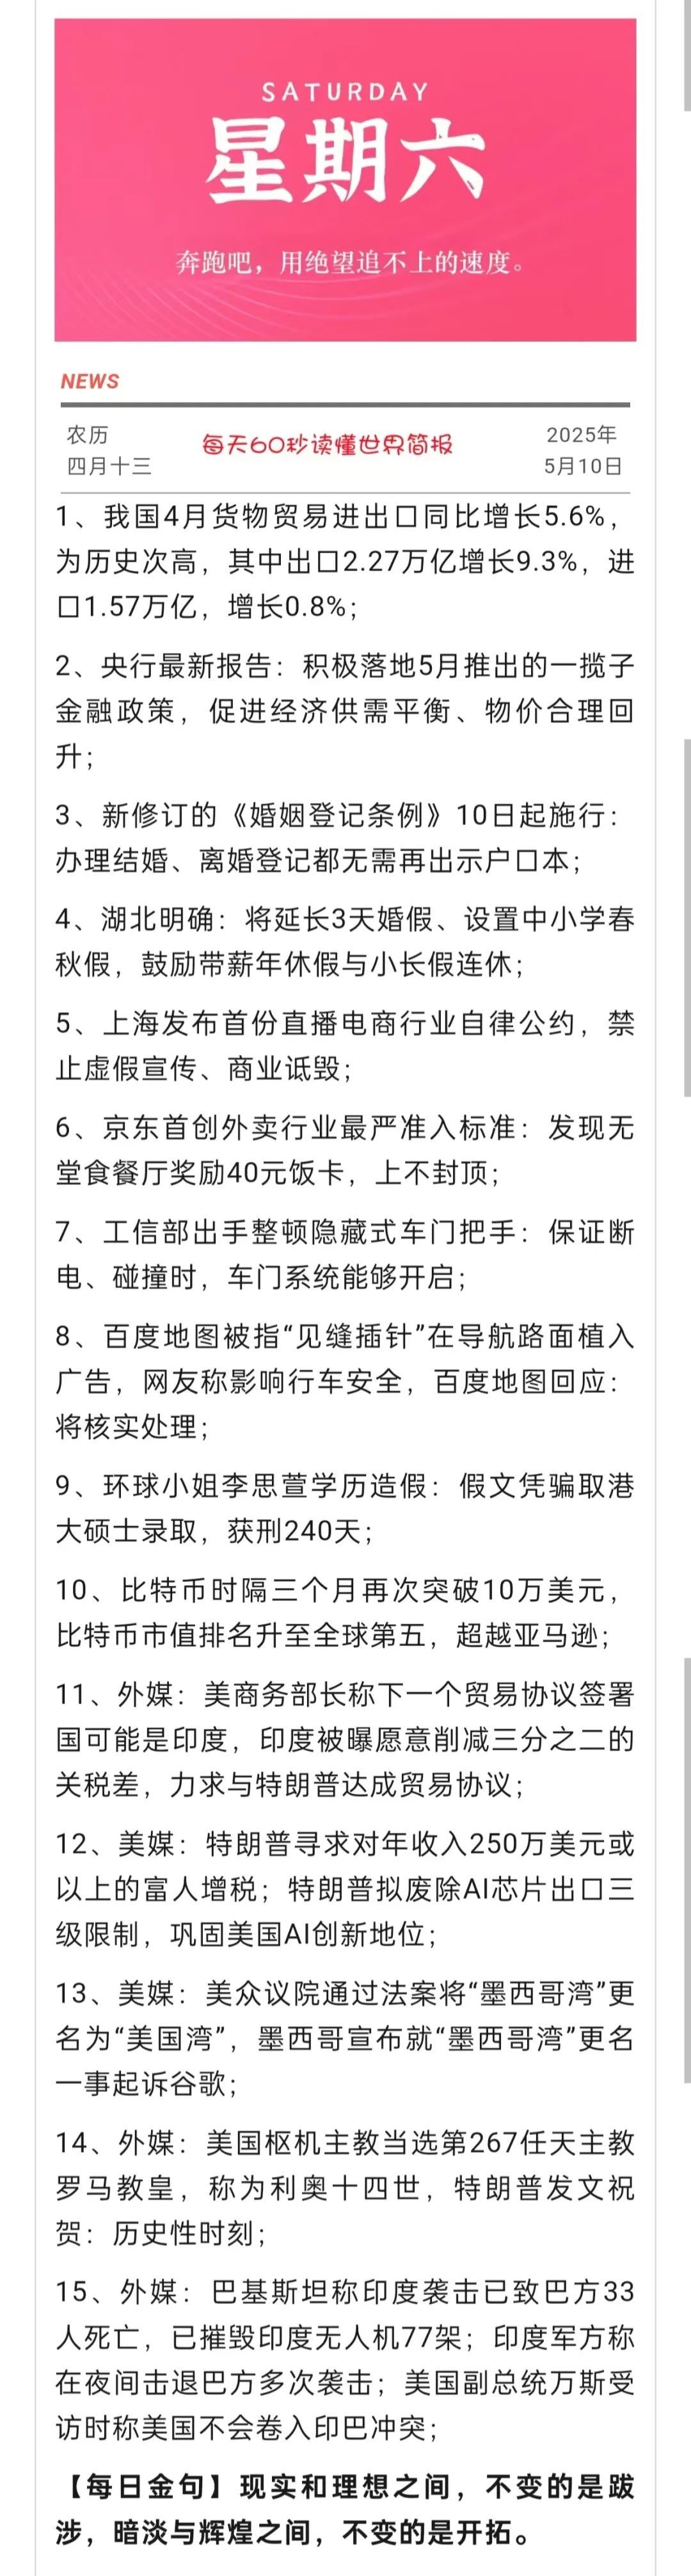 SATURDAY
星期六
奔跑吧，用绝望追不上的速度。
NEWS
农历
四月十三
每天60秒读懂世界简报
2025年
5月10日
1、我国4月货物贸易进出口同比增长5.6%，
为历史次高，其中出口2.27万亿增长9.3%，进
口1.57万亿，增长0.8%；
2、央行最新报告：积极落地5月推出的一揽子
金融政策，促进经济供需平衡、物价合理回
升；
3、新修订的《婚姻登记条例》10日起施行：
办理结婚、离婚登记都无需再出示户口本；
4、湖北明确：将延长3天婚假、设置中小学春
秋假，鼓励带薪年休假与小长假连休；
5、上海发布首份直播电商行业自律公约，禁
止虚假宣传、商业诋毁；
6、京东首创外卖行业最严准入标准：发现无
堂食餐厅奖励40元饭卡，上不封顶；
7、工信部出手整顿隐藏式车门把手：保证断
电、碰撞时，车门系统能够开启；
8、百度地图被指“见缝插针”在导航路面植入
广告，网友称影响行车安全，百度地图回应：
将核实处理；
9、环球小姐李思萱学历造假：假文凭骗取港
大硕士录取，获刑240天；
10、比特币时隔三个月再次突破10万美元，
比特币市值排名升至全球第五，超越亚马逊；
11、外媒：美商务部长称下一个贸易协议签署
国可能是印度，印度被曝愿意削减三分之二的
关税差，力求与特朗普达成贸易协议；
12、美媒：特朗普寻求对年收入250万美元或
以上的富人增税；特朗普拟废除AI芯片出口三
级限制，巩固美国AI创新地位；
13、美媒：美众议院通过法案将“墨西哥湾”更
名为“美国湾”，墨西哥宣布就“墨西哥湾”更名
一事起诉谷歌；
14、外媒：美国枢机主教当选第267任天主教
罗马教皇，称为利奥十四世，特朗普发文祝
贺：历史性时刻；
15、外媒：巴基斯坦称印度袭击已致巴方33
人死亡，已摧毁印度无人机77架；印度军方称
在夜间击退巴方多次袭击；美国副总统万斯受
访时称美国不会卷入印巴冲突；
【每日金句】现实和理想之间，不变的是跋
涉，暗淡与辉煌之间，不变的是开拓。